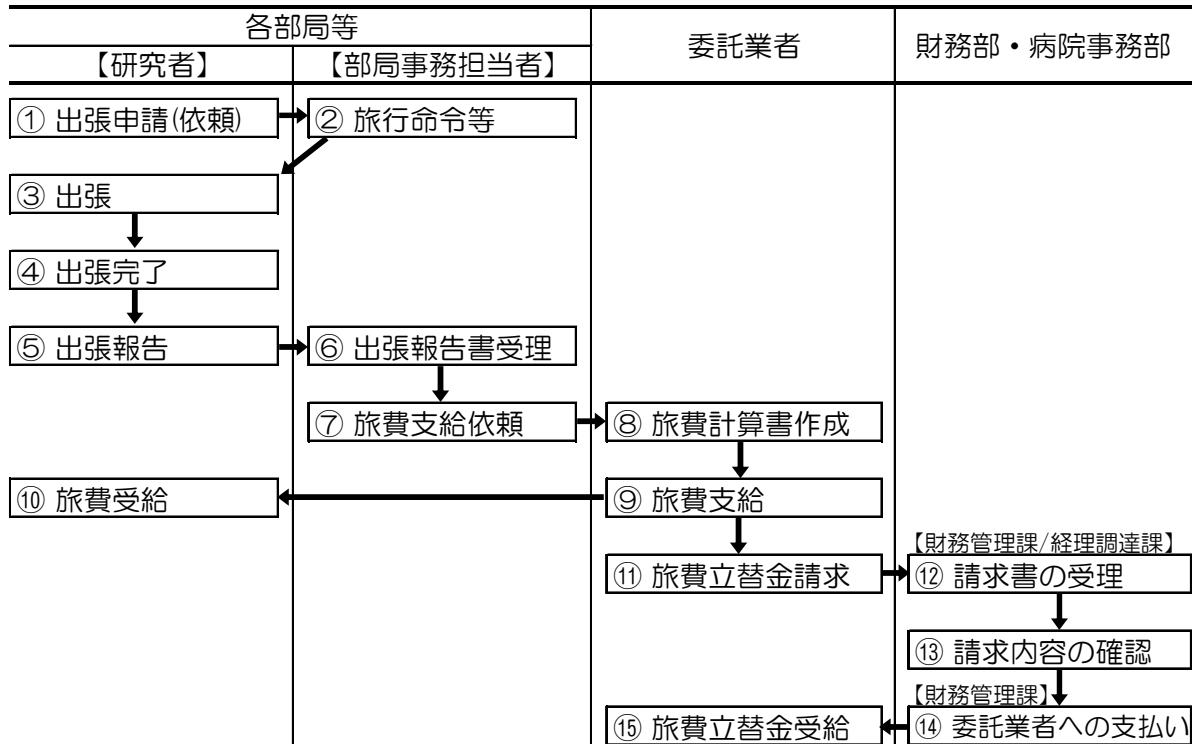 各部局等
委託業者
財務部・病院事務部
【研究者】
【部局事務担当者】
① 出張申請(依頼)
② 旅行命令等
③ 出張
④ 出張完了
⑤ 出張報告
⑥ 出張報告書受理
⑦ 旅費支給依頼
⑧ 旅費計算書作成
⑩ 旅費受給
⑨ 旅費支給
【財務管理課/経理調達課】
⑪ 旅費立替金請求
⑫ 請求書の受理
⑬ 請求内容の確認
【財務管理課】
⑮ 旅費立替金受給
⑭ 委託業者への支払い